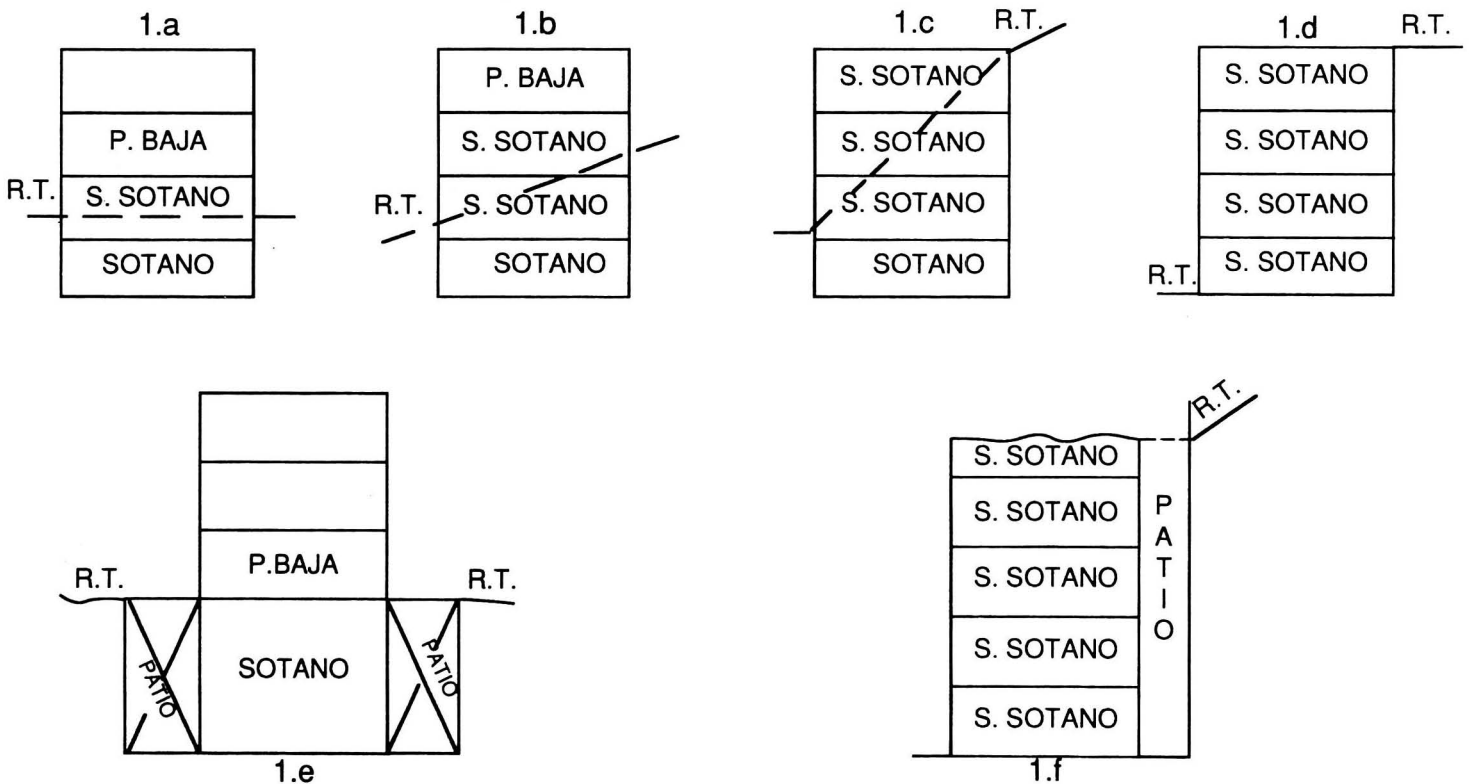 1.a
P. BAJA
R.T.
S. SOTANO
SOTANO
1.b
P. BAJA
S. SOTANO
R.T.
S. SOTANO
SOTANO
1.c
R.T.
S. SOTANO
S. SOTANO
S. SOTANO
SOTANO
1.d
R.T.
S. SOTANO
S. SOTANO
S. SOTANO
R.T.
S. SOTANO
R.T.
P.BAJA
R.T.
PATIO
SOTANO
PATIO
1.e
R.T.
S. SOTANO
S. SOTANO
S. SOTANO
S. SOTANO
S. SOTANO
PATIO
1.f